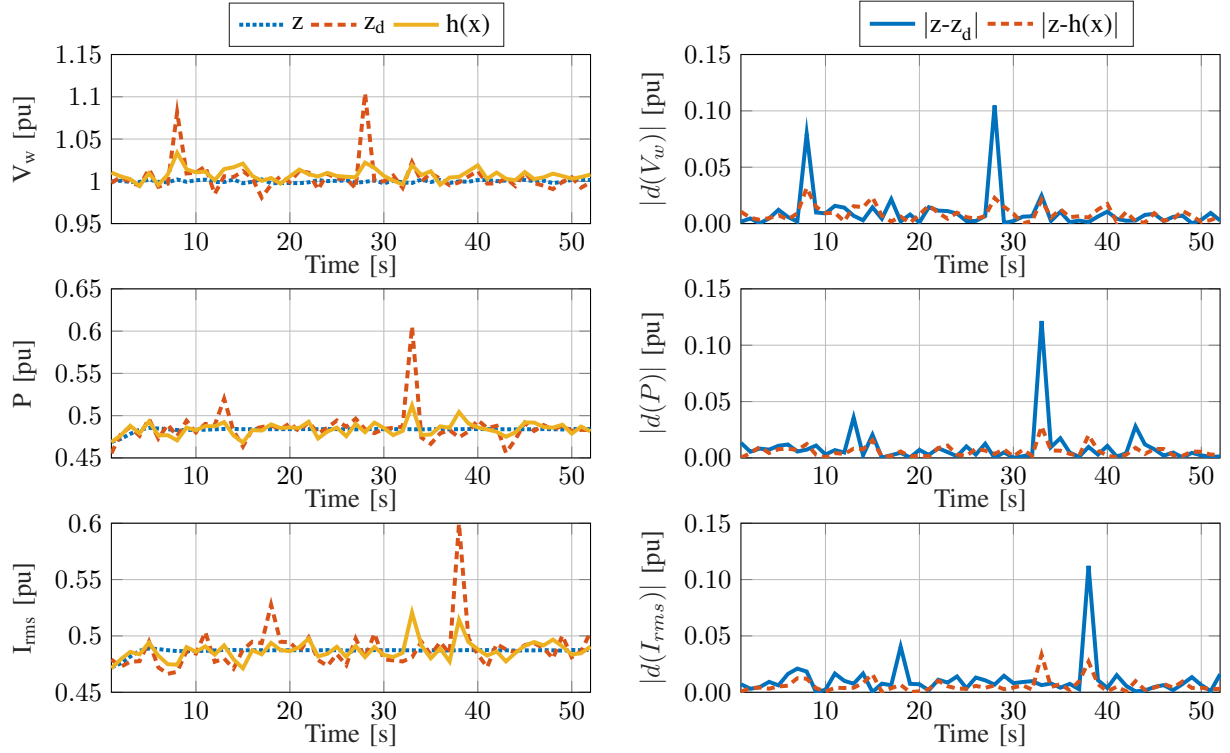 z z_d h(x)
|z-z_d| |z-h(x)|
1.15
1.1
1.05
1
0.95
V_w [pu]
10 20 30 40 50
Time [s]
0.15
0.10
0.05
0.00
|d(V_w)| [pu]
10 20 30 40 50
Time [s]
0.65
0.6
0.55
0.5
0.45
P [pu]
10 20 30 40 50
Time [s]
0.15
0.10
0.05
0.00
|d(P)| [pu]
10 20 30 40 50
Time [s]
0.6
0.55
0.5
0.45
I_rms [pu]
10 20 30 40 50
Time [s]
0.15
0.10
0.05
0.00
|d(I_rms)| [pu]
10 20 30 40 50
Time [s]